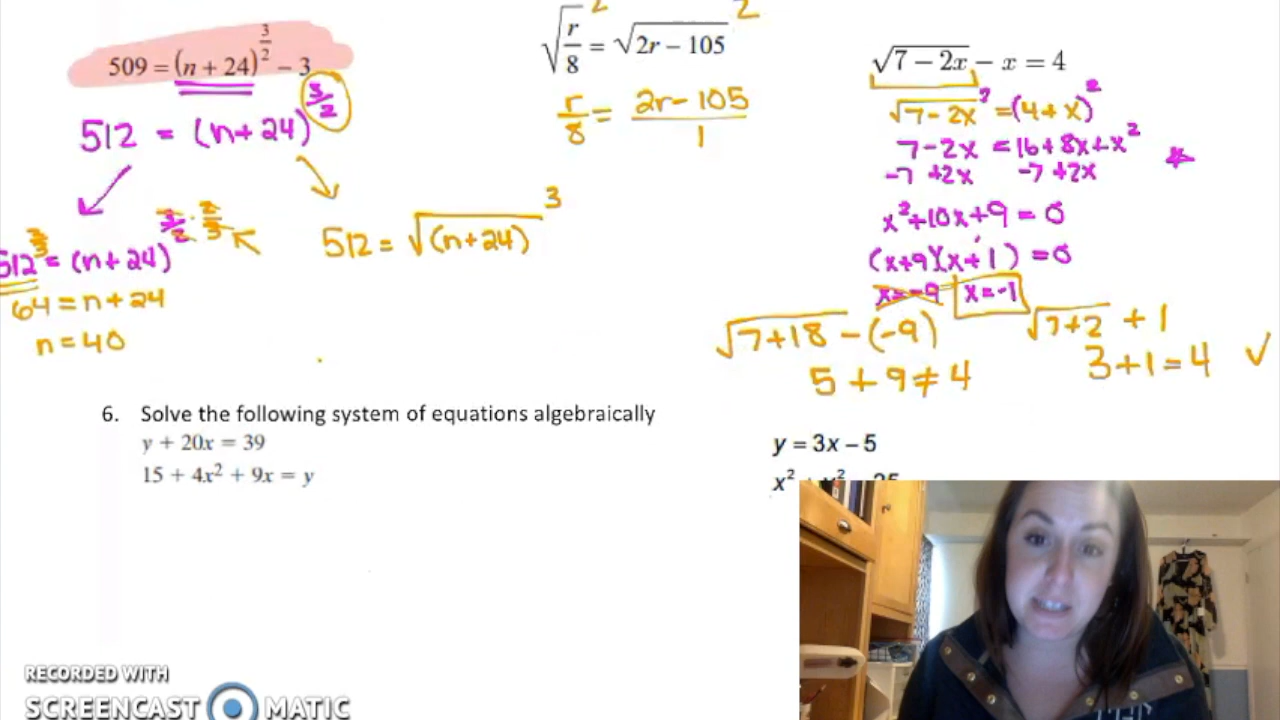 509 = (n + 24)^{3/2} − 3
512 = (n+24)^{3/2}
512^{2/3} = (n+24)^{3/2 · 2/3}
64 = n+24
n = 40
512 = √(n+24)^3
√(r/8)^2 = √(2r − 105)^2
r/8 = (2r−105)/1
√(7 − 2x) − x = 4
√(7−2x)^2 = (4+x)^2
7−2x = 16+8x+x^2
−7 +2x −7 +2x
x^2+10x+9 = 0
(x+9)(x+1) = 0
x=−9 x=−1
√(7+18) −(−9)
5 + 9 ≠ 4
√(7+2) + 1
3+1=4 ✓
6. Solve the following system of equations algebraically
y + 20x = 39
15 + 4x² + 9x = y
y = 3x – 5
RECORDED WITH
SCREENCAST MATIC